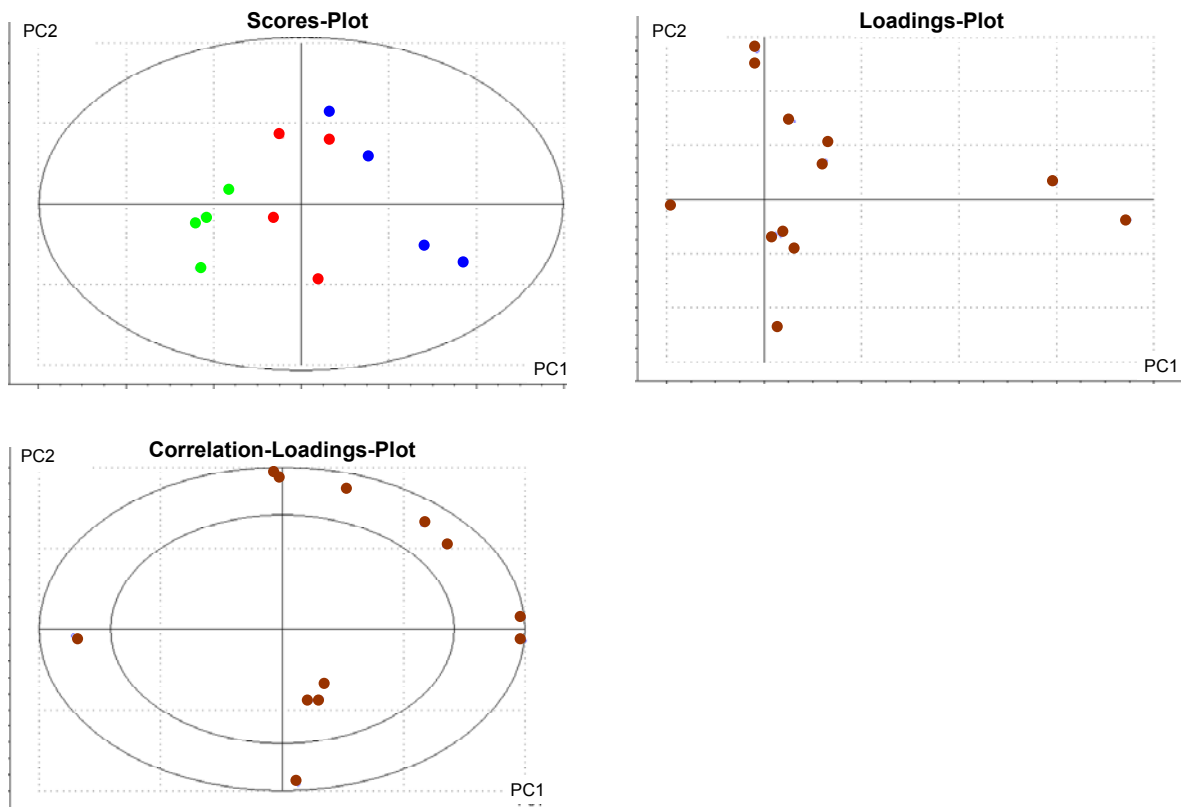 Scores-Plot
PC2
PC1
Loadings-Plot
PC2
PC1
Correlation-Loadings-Plot
PC2
PC1